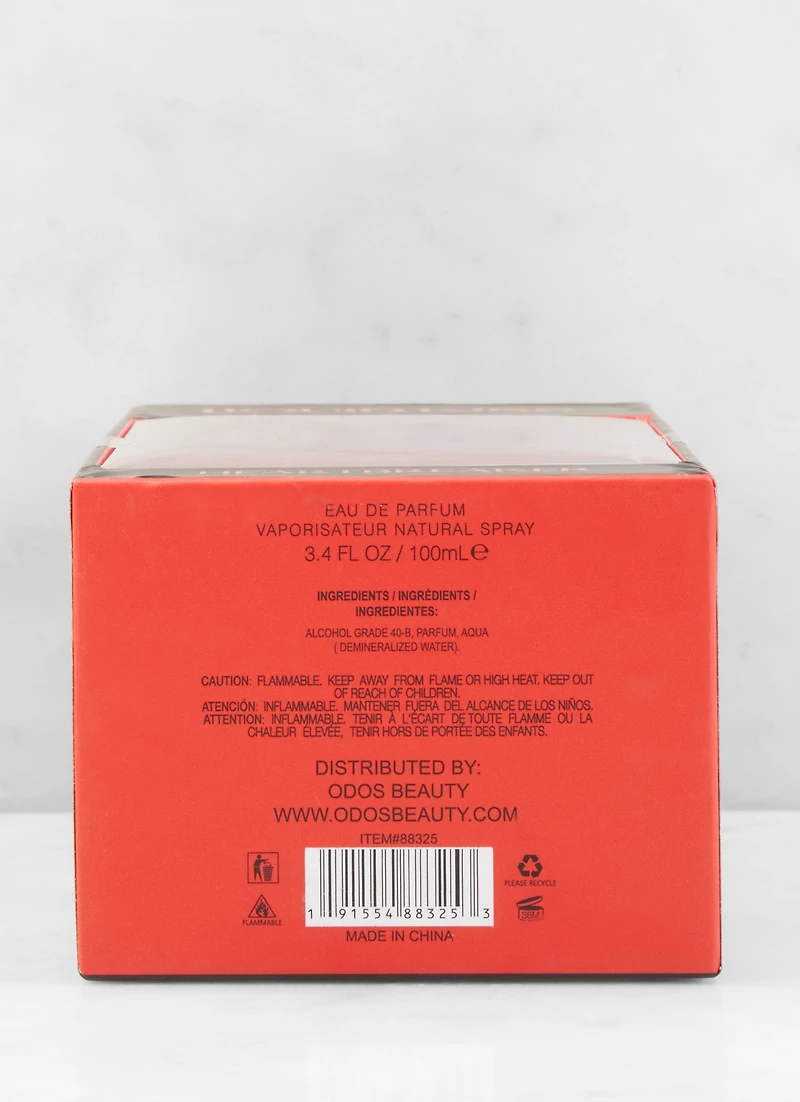 HEARTBREAKER
EAU DE PARFUM
VAPORISATEUR NATURAL SPRAY
3.4 FL OZ / 100mL℮
INGREDIENTS / INGRÉDIENTS /
INGREDIENTES:
ALCOHOL GRADE 40-B, PARFUM, AQUA
( DEMINERALIZED WATER).
CAUTION: FLAMMABLE. KEEP AWAY FROM FLAME OR HIGH HEAT. KEEP OUT
OF REACH OF CHILDREN.
ATENCIÓN: INFLAMMABLE. MANTENER FUERA DEL ALCANCE DE LOS NIÑOS.
ATTENTION: INFLAMMABLE. TENIR À L'ÉCART DE TOUTE FLAMME OU LA
CHALEUR ÉLEVÉE, TENIR HORS DE PORTÉE DES ENFANTS.
DISTRIBUTED BY:
ODOS BEAUTY
WWW.ODOSBEAUTY.COM
ITEM#88325
PLEASE RECYCLE
FLAMMABLE
1 91554 88325 3
36M
MADE IN CHINA